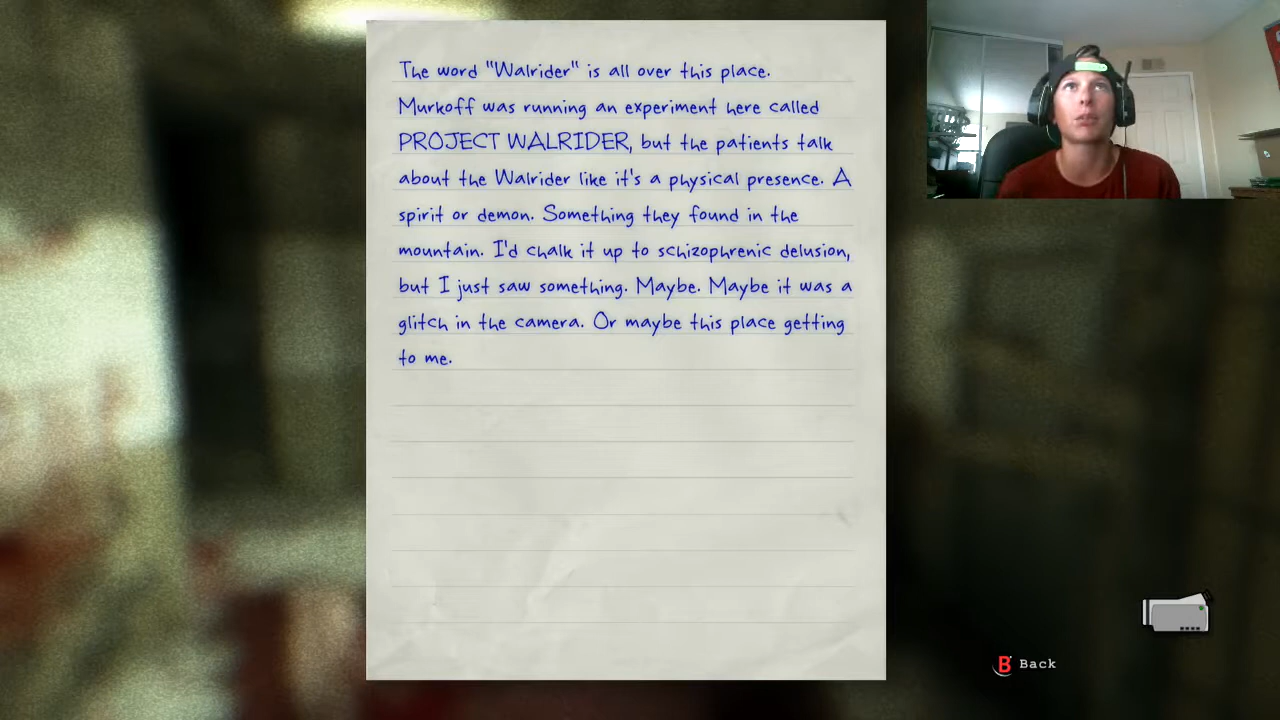 The word "Walrider" is all over this place.
Murkoff was running an experiment here called
PROJECT WALRIDER, but the patients talk
about the Walrider like it's a physical presence. A
spirit or demon. Something they found in the
mountain. I'd chalk it up to schizophrenic delusion,
but I just saw something. Maybe. Maybe it was a
glitch in the camera. Or maybe this place getting
to me.
B Back